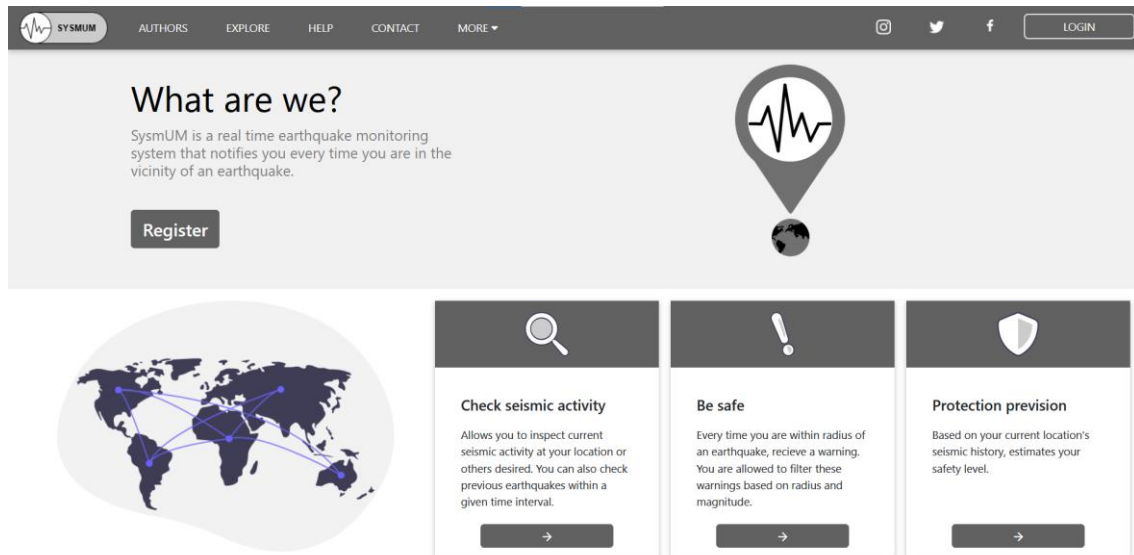 SYSMUM AUTHORS EXPLORE HELP CONTACT MORE LOGIN
What are we?
SysmUM is a real time earthquake monitoring
system that notifies you every time you are in the
vicinity of an earthquake.
Register
Check seismic activity
Allows you to inspect current
seismic activity at your location or
others desired. You can also check
previous earthquakes within a
given time interval.
Be safe
Every time you are within radius of
an earthquake, recieve a warning.
You are allowed to filter these
warnings based on radius and
magnitude.
Protection prevision
Based on your current location's
seismic history, estimates your
safety level.